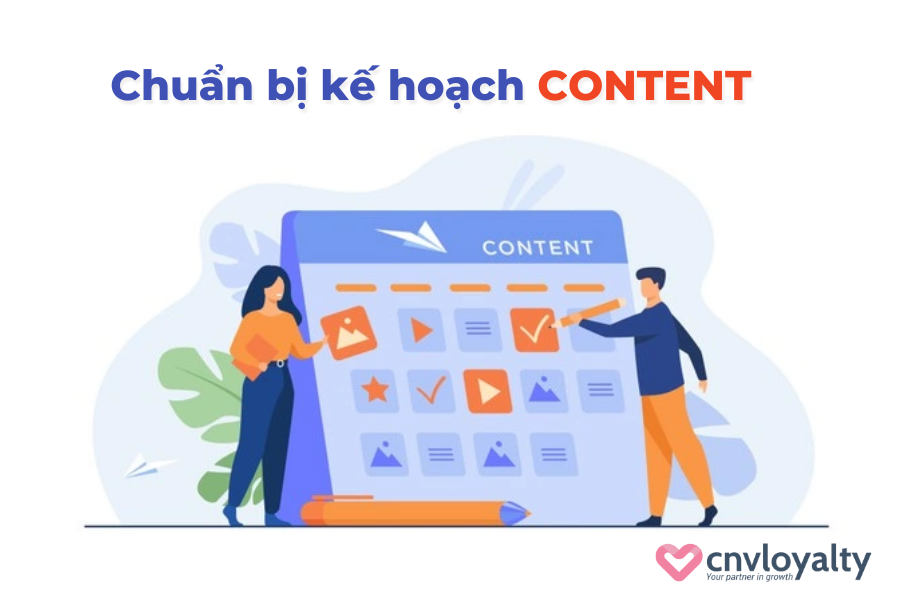 Chuẩn bị kế hoạch CONTENT
CONTENT
cnvloyalty
Your partner in growth